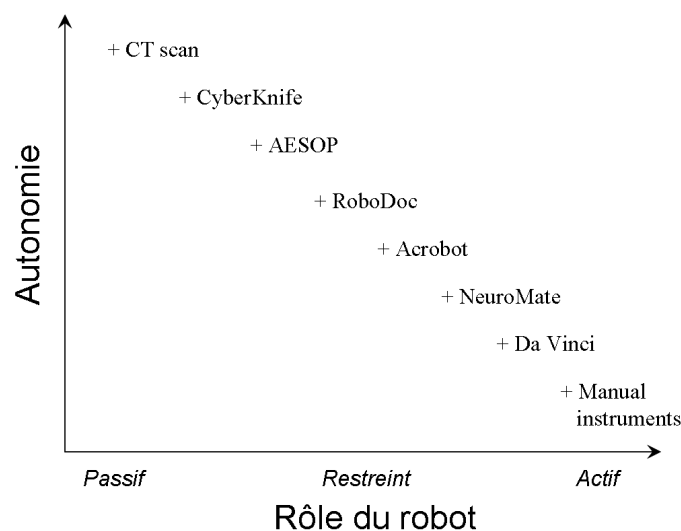 + CT scan
+ CyberKnife
+ AESOP
+ RoboDoc
+ Acrobot
+ NeuroMate
+ Da Vinci
+ Manual
instruments
Autonomie
Passif Restreint Actif
Rôle du robot